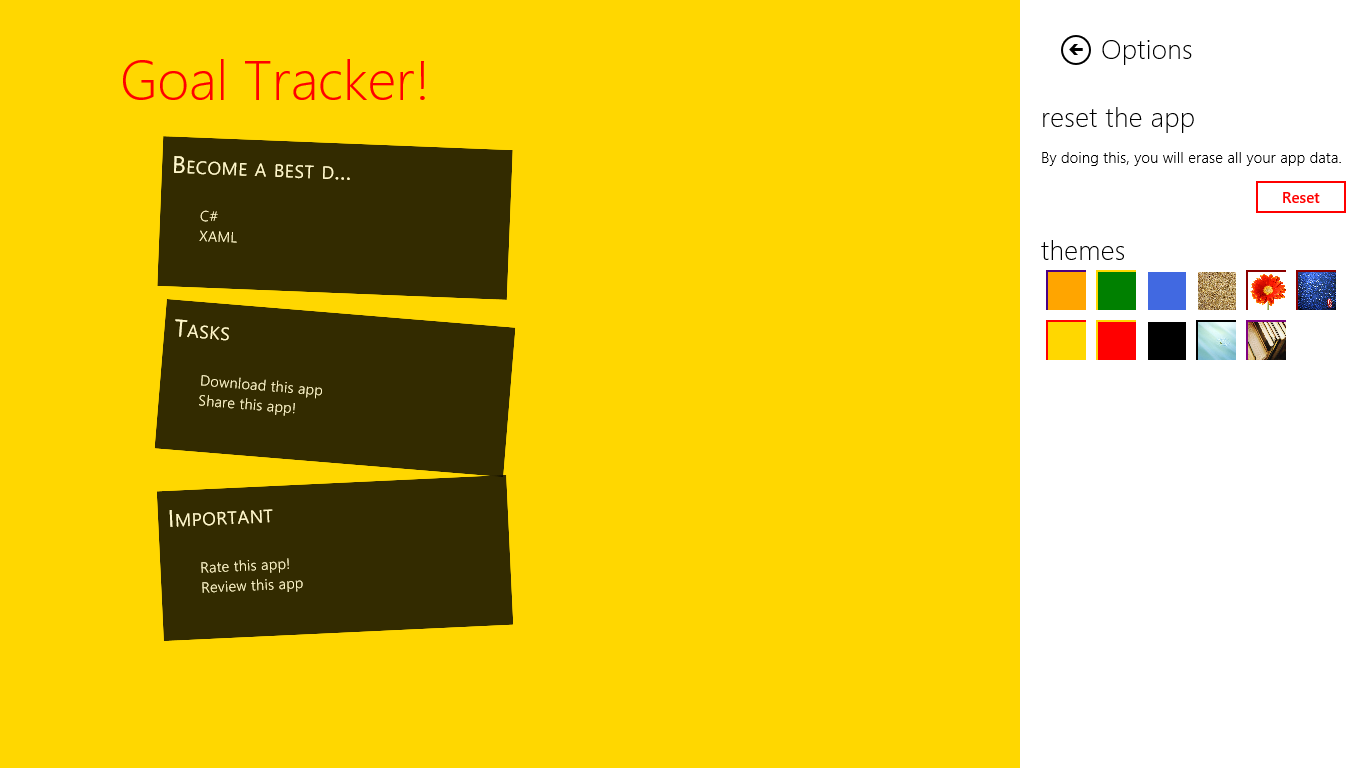 Goal Tracker!
Become a best d...
C#
XAML
Tasks
Download this app
Share this app!
Important
Rate this app!
Review this app
Options
reset the app
By doing this, you will erase all your app data.
Reset
themes